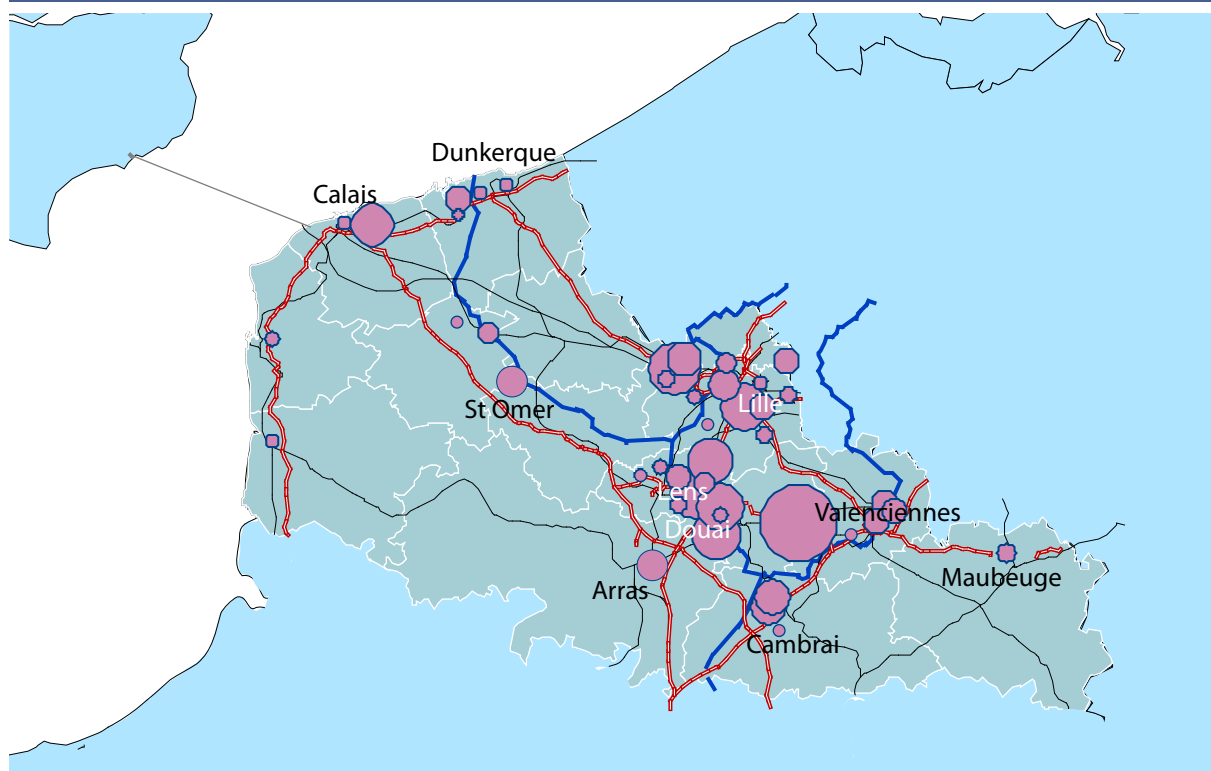 Dunkerque
Calais
St Omer
Lille
Lens
Valenciennes
Douai
Maubeuge
Arras
Cambrai